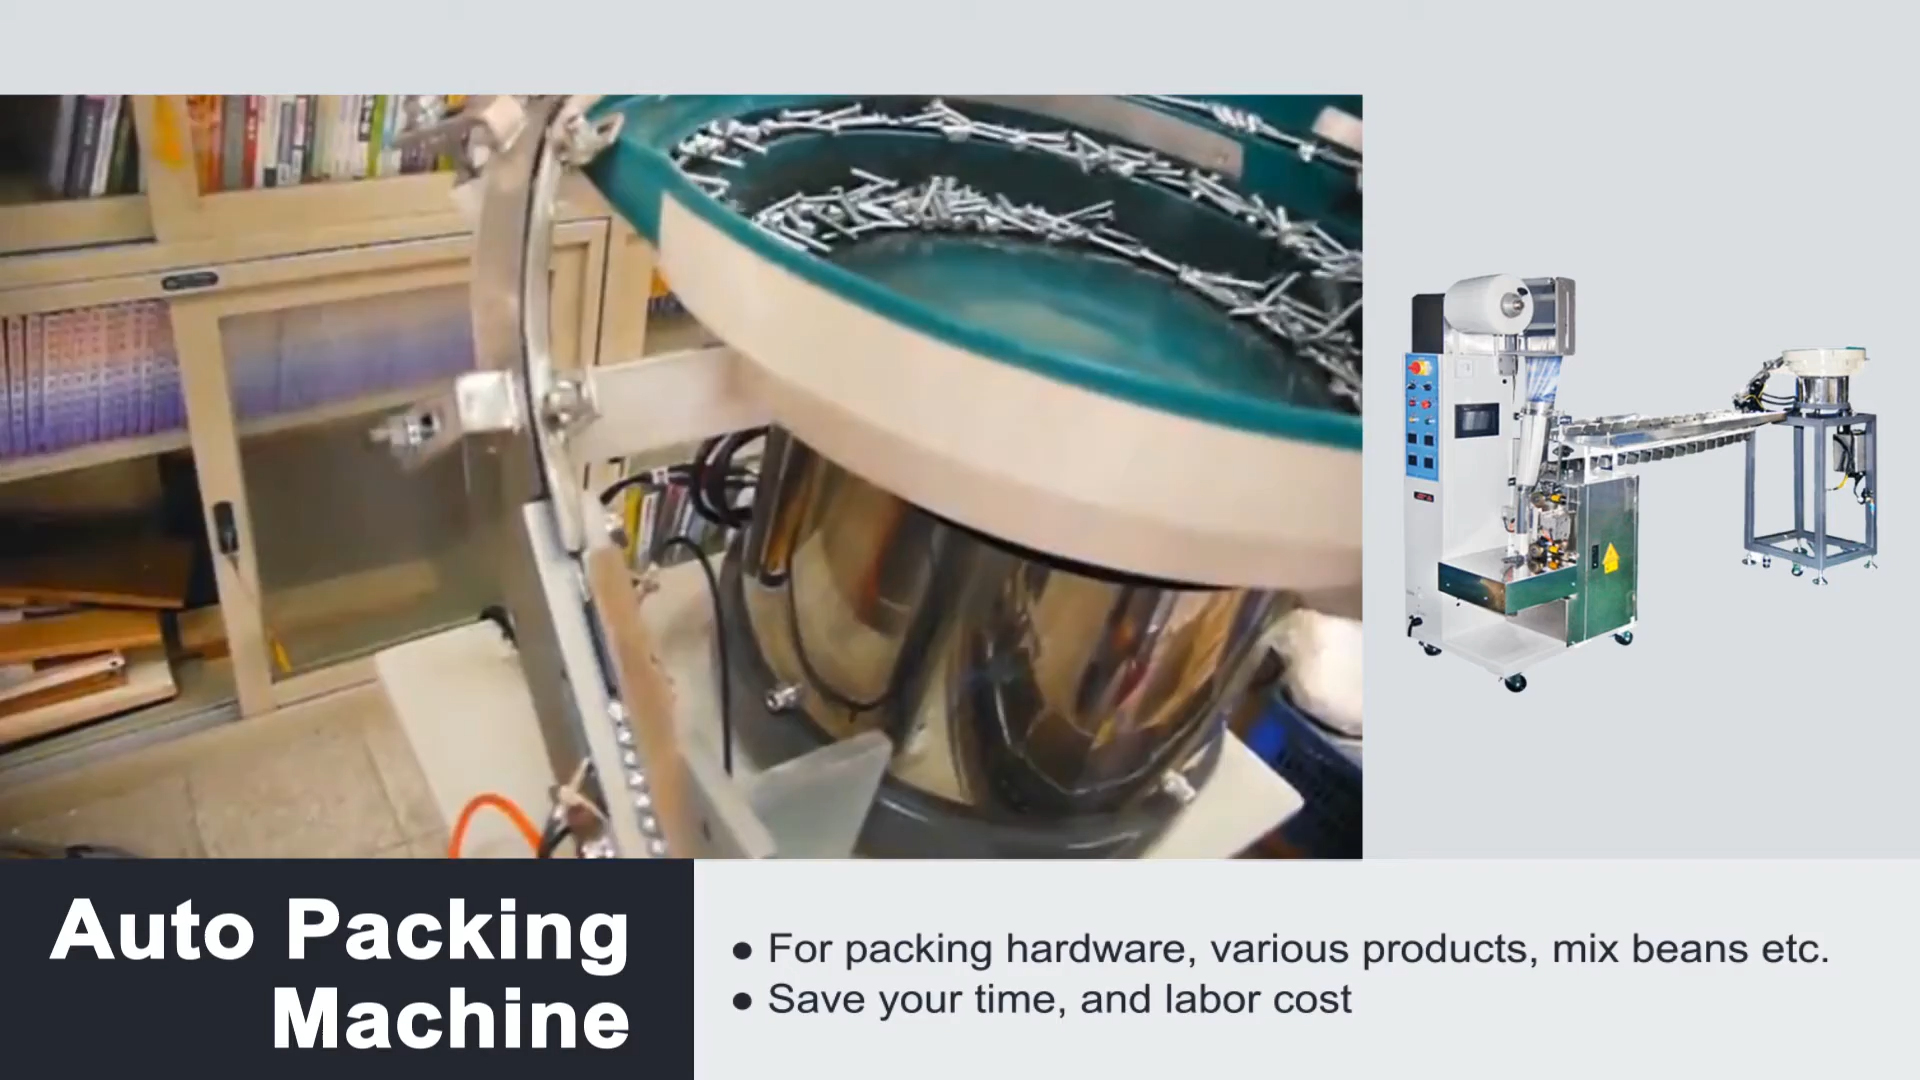 Auto Packing
Machine
● For packing hardware, various products, mix beans etc.
● Save your time, and labor cost